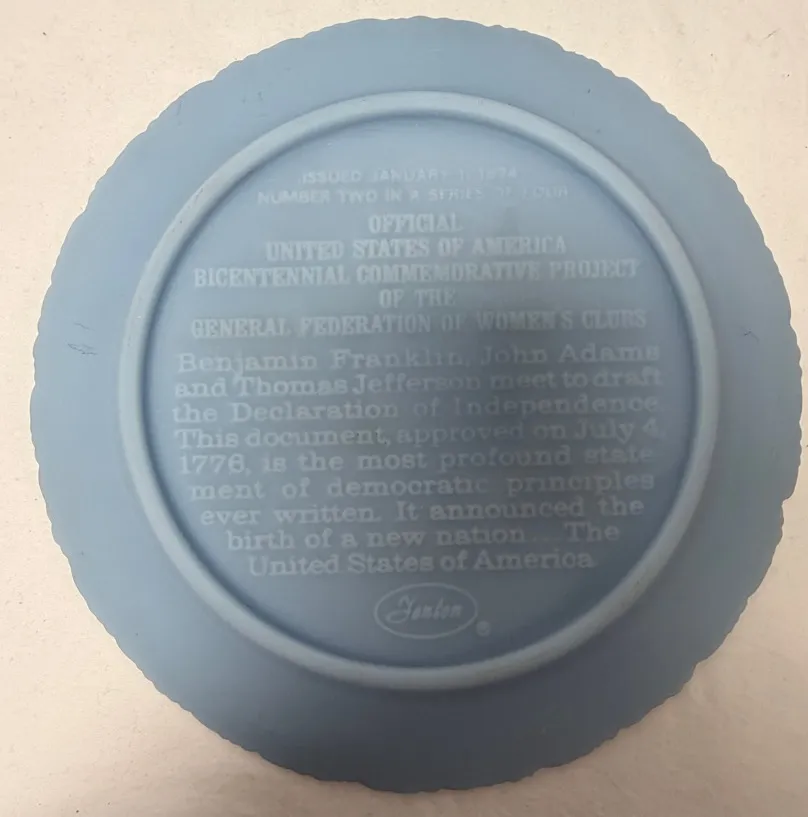 ISSUED JANUARY 1, 1974
NUMBER TWO IN A SERIES OF FOUR
OFFICIAL
UNITED STATES OF AMERICA
BICENTENNIAL COMMEMORATIVE PROJECT
OF THE
GENERAL FEDERATION OF WOMEN'S CLUBS
Benjamin Franklin, John Adams
and Thomas Jefferson meet to draft
the Declaration of Independence.
This document, approved on July 4,
1776, is the most profound state
ment of democratic principles
ever written. It announced the
birth of a new nation... The
United States of America
Fenton ®